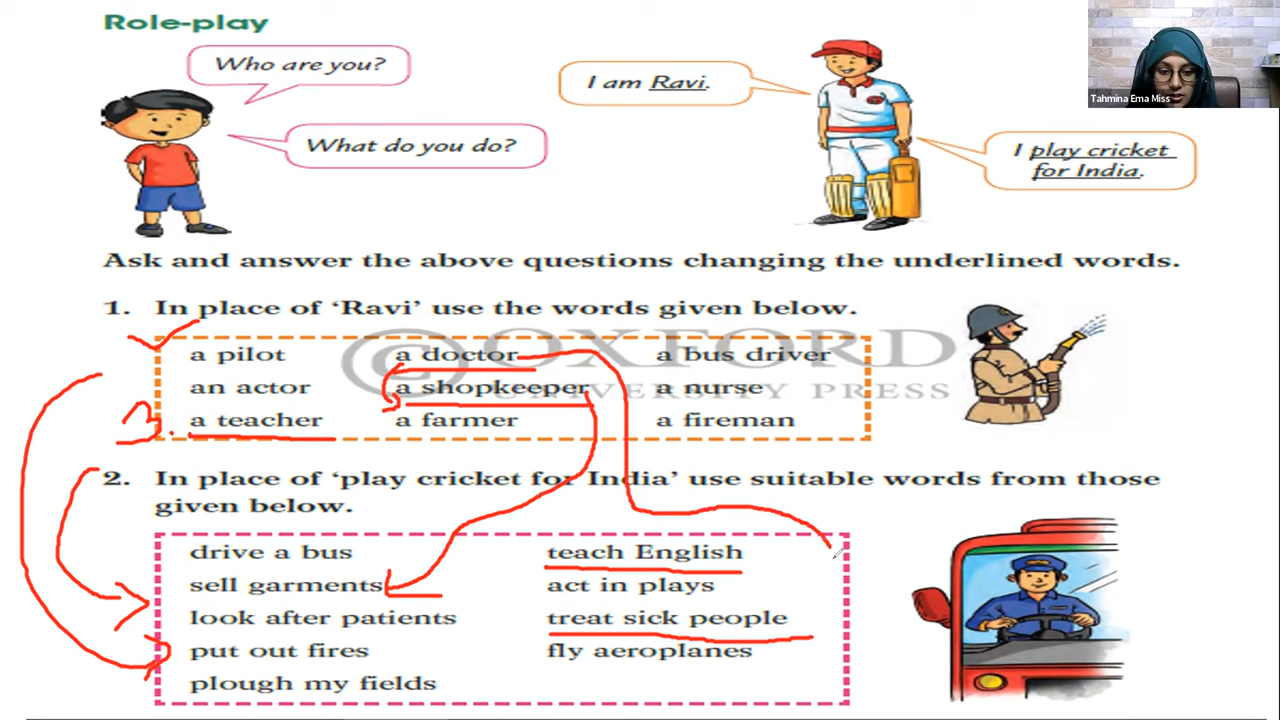 Role-play
Who are you?
I am Ravi.
Tahmina Ema Miss
What do you do?
I play cricket
for India.
Ask and answer the above questions changing the underlined words.
1. In place of ‘Ravi’ use the words given below.
© OXFORD
UNIVERSITY PRESS
a pilot a doctor a bus driver
an actor a shopkeeper a nurse
3. a teacher a farmer a fireman
2. In place of ‘play cricket for India’ use suitable words from those
given below.
drive a bus teach English
sell garments act in plays
look after patients treat sick people
put out fires fly aeroplanes
plough my fields